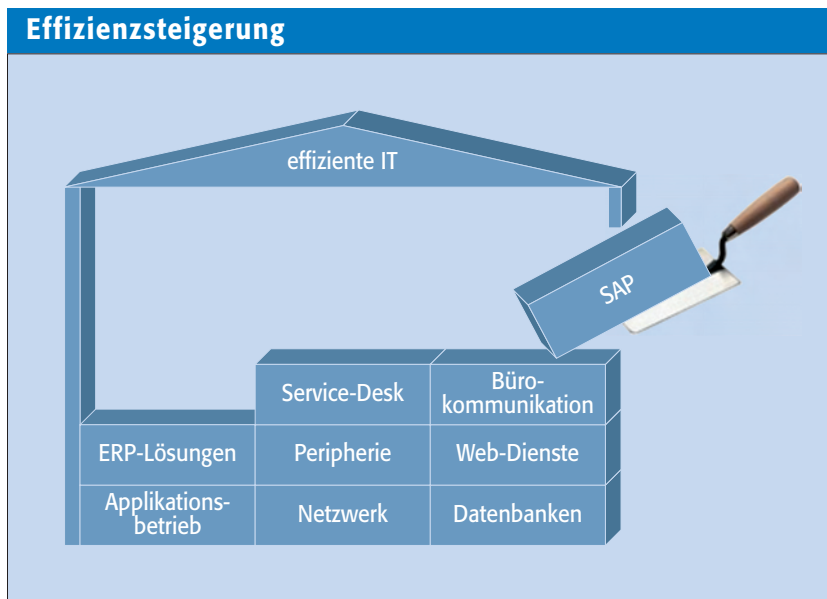 Effizienzsteigerung
effiziente IT
SAP
Service-Desk
Büro-
kommunikation
ERP-Lösungen
Peripherie
Web-Dienste
Applikations-
betrieb
Netzwerk
Datenbanken